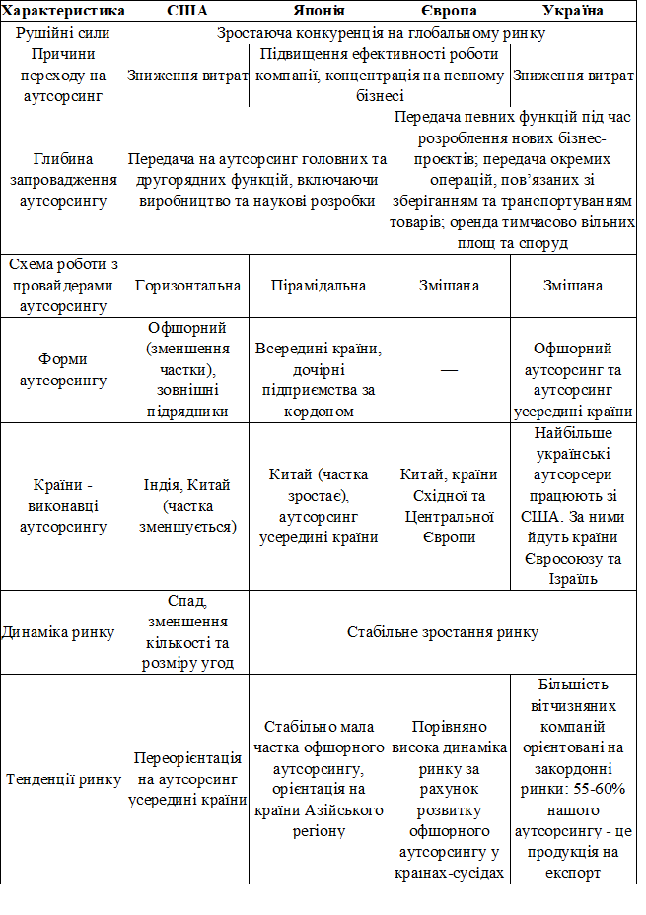 Характеристика США Японія Європа Україна
Рушійні сили Зростаюча конкуренція на глобальному ринку
Причини
переходу на
аутсорсинг
Зниження витрат
Підвищення ефективності роботи
компанії, концентрація на певному
бізнесі
Зниження витрат
Глибина
запровадження
аутсорсингу
Передача на аутсорсинг головних та
другорядних функцій, включаючи
виробництво та наукові розробки
Передача певних функцій під час
розроблення нових бізнес-
проєктів; передача окремих
операцій, пов’язаних зі
зберіганням та транспортуванням
товарів; оренда тимчасово вільних
площ та споруд
Схема роботи з
провайдерами
аутсорсингу
Горизонтальна
Пірамідальна
Змішана
Змішана
Форми
аутсорсингу
Офшорний
(зменшення
частки),
зовнішні
підрядники
Всередині країни,
дочірні
підприємства за
кордоном
—
Офшорний
аутсорсинг та
аутсорсинг
усередині країни
Країни -
виконавці
аутсорсингу
Індія, Китай
(частка
зменшується)
Китай (частка
зростає),
аутсорсинг
усередині країни
Китай, країни
Східної та
Центральної
Європи
Найбільше
українські
аутсорсери
працюють зі
США. За ними
йдуть країни
Євросоюзу та
Ізраїль
Динаміка ринку
Спад,
зменшення
кількості та
розміру угод
Стабільне зростання ринку
Тенденції ринку
Переорієнтація
на аутсорсинг
усередині країни
Стабільно мала
частка офшорного
аутсорсингу,
орієнтація на
країни Азійського
регіону
Порівняно
висока динаміка
ринку за
рахунок
розвитку
офшорного
аутсорсингу у
країнах-сусідах
Більшість
вітчизняних
компаній
орієнтовані на
закордонні
ринки: 55-60%
нашого
аутсорсингу - це
продукція на
експорт